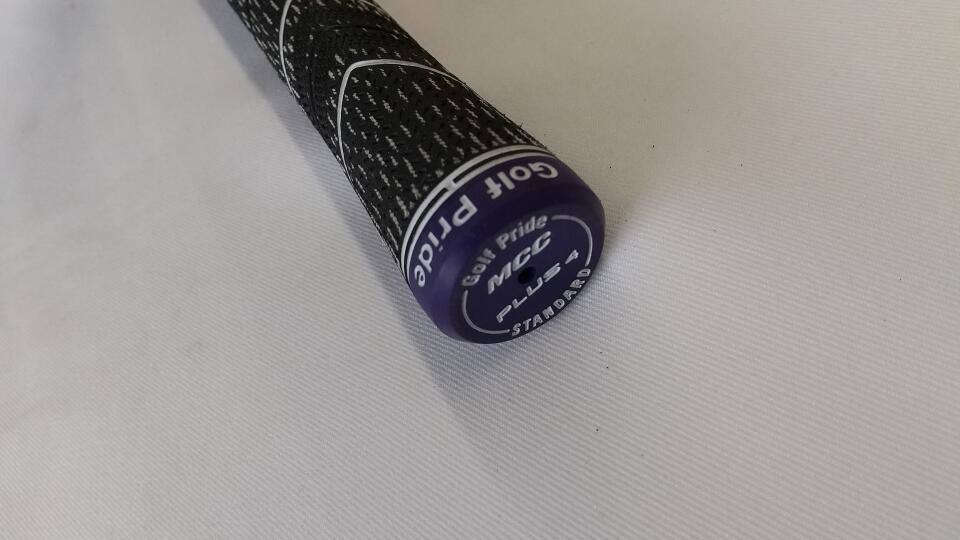 Golf Pride
Golf Pride
MCC
PLUS 4
STANDARD